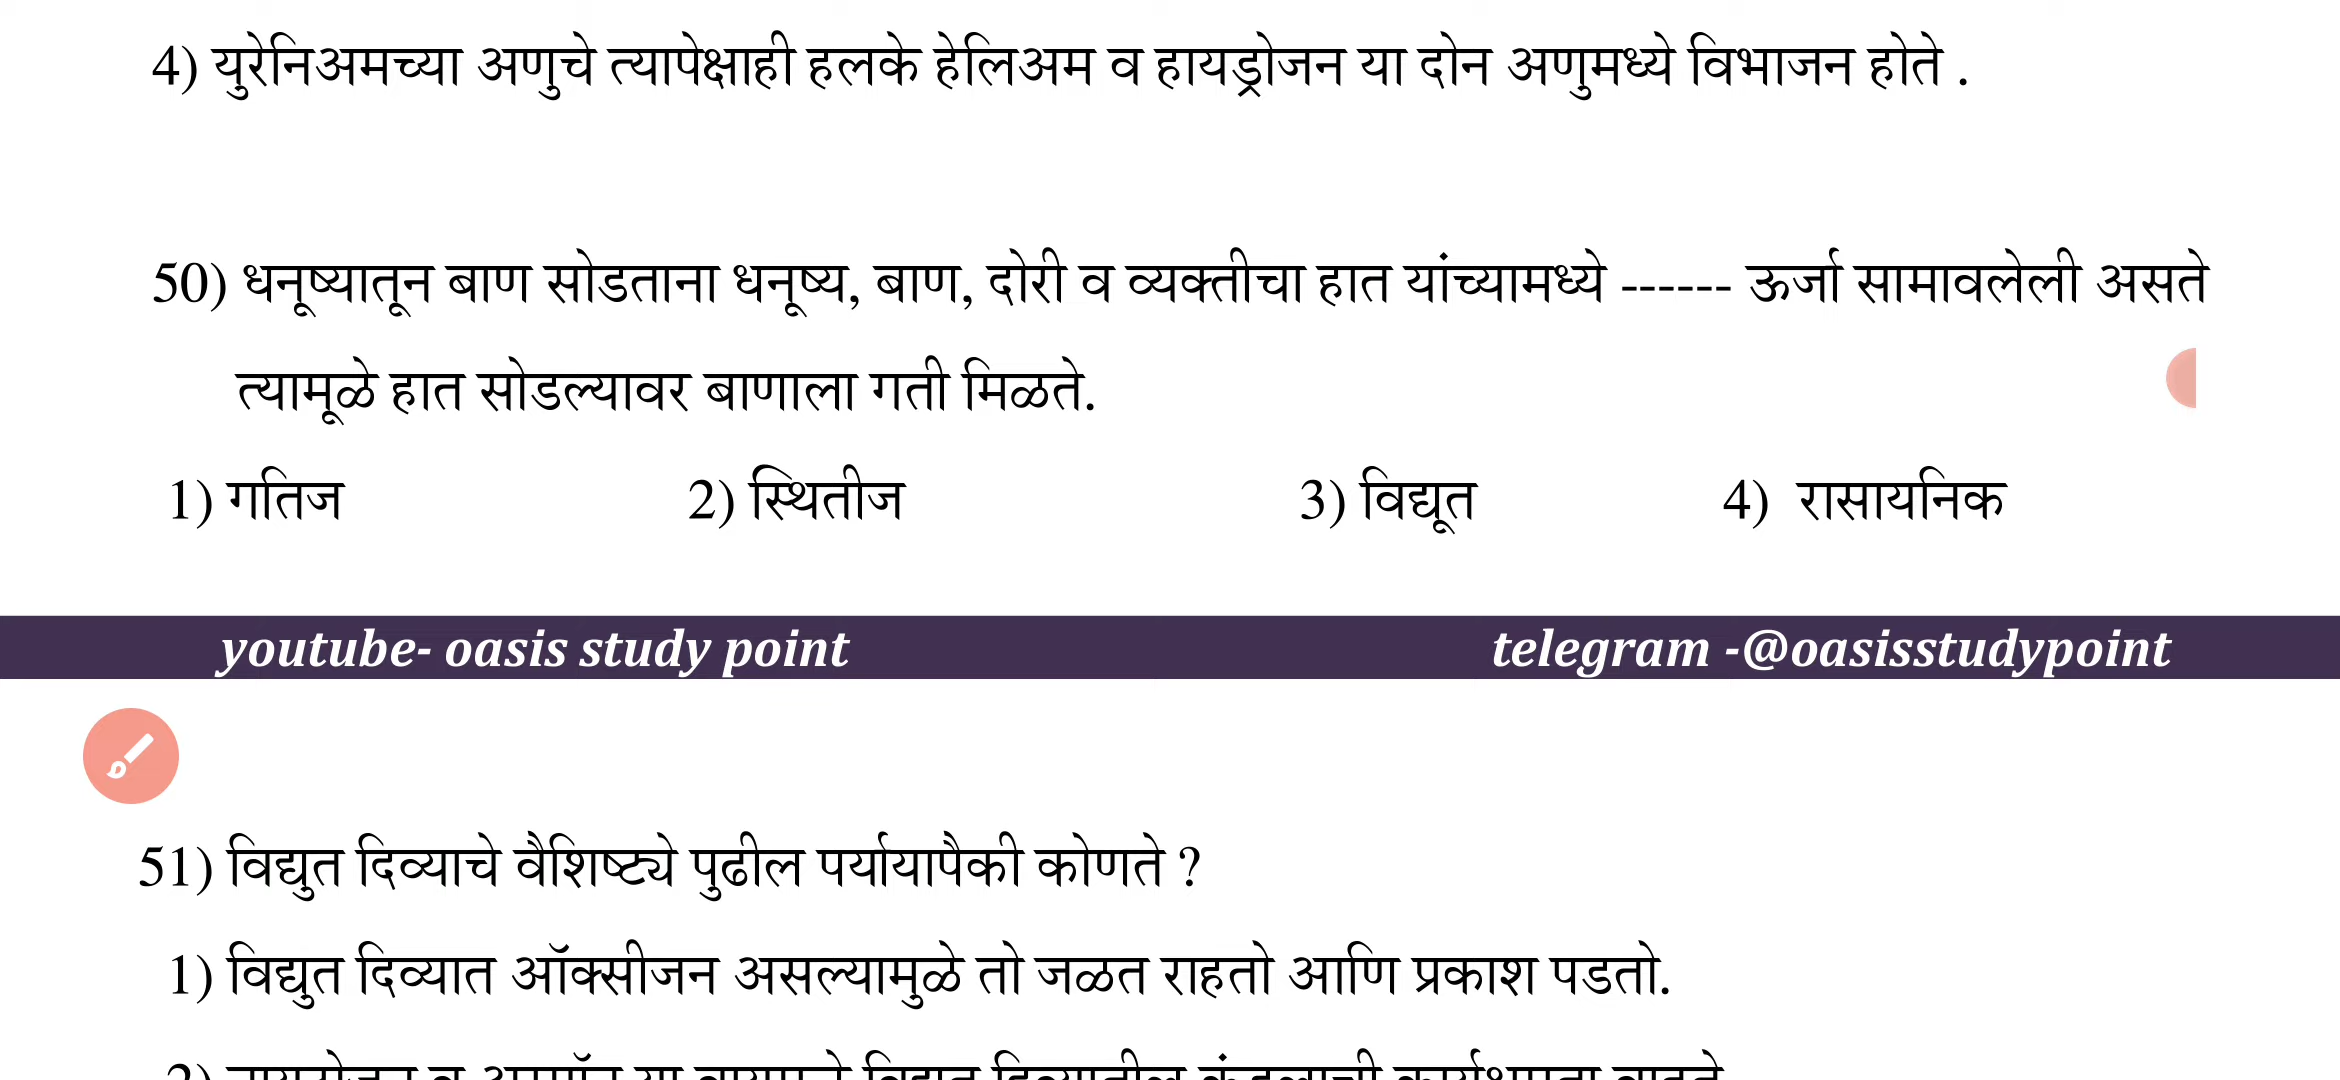 4) युरेनिअमच्या अणुचे त्यापेक्षाही हलके हेलिअम व हायड्रोजन या दोन अणुमध्ये विभाजन होते .
50) धनूष्यातून बाण सोडताना धनूष्य, बाण, दोरी व व्यक्तीचा हात यांच्यामध्ये ------ ऊर्जा सामावलेली असते
त्यामूळे हात सोडल्यावर बाणाला गती मिळते.
1) गतिज 2) स्थितीज 3) विद्यूत 4) रासायनिक
youtube- oasis study point telegram -@oasisstudypoint
51) विद्युत दिव्याचे वैशिष्ट्ये पुढील पर्यायापैकी कोणते ?
1) विद्युत दिव्यात ऑक्सीजन असल्यामुळे तो जळत राहतो आणि प्रकाश पडतो.